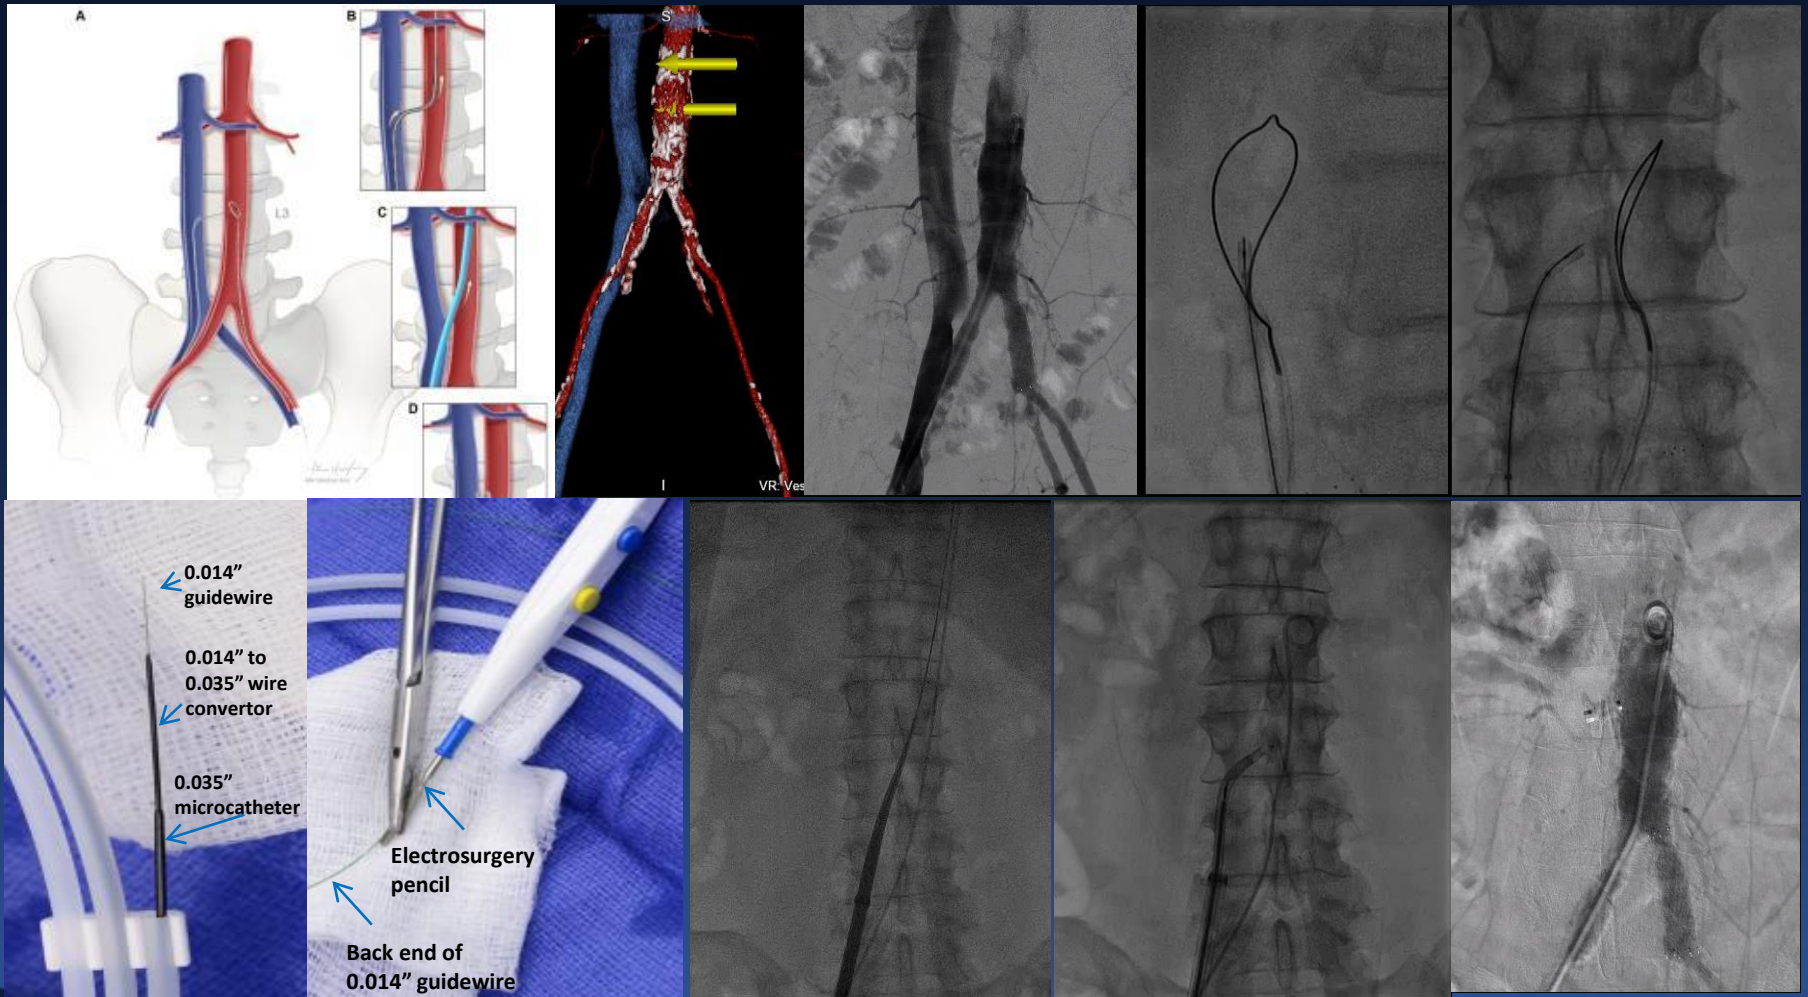 A
B
L3
C
D
S
I
VR: Ves
0.014”
guidewire
0.014” to
0.035” wire
convertor
0.035”
microcatheter
Electrosurgery
pencil
Back end of
0.014” guidewire